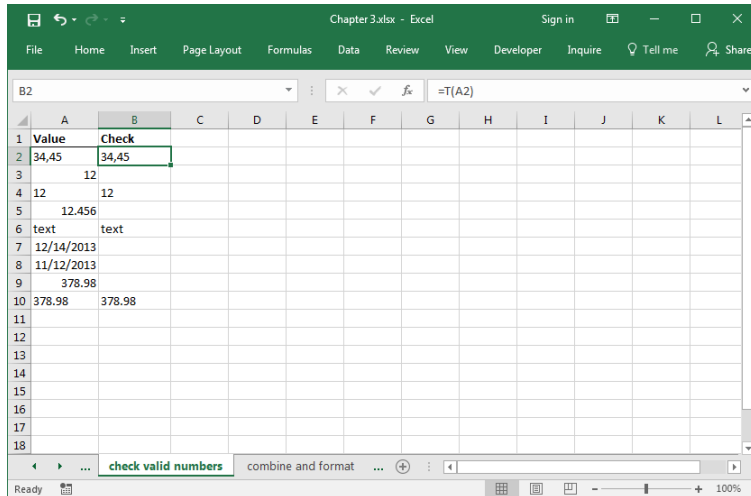 Chapter 3.xlsx - Excel Sign in
File Home Insert Page Layout Formulas Data Review View Developer Inquire Tell me Share
B2 fx =T(A2)
A B C D E F G H I J K L
1 Value Check
2 34,45 34,45
3 12
4 12 12
5 12.456
6 text text
7 12/14/2013
8 11/12/2013
9 378.98
10 378.98 378.98
11
12
13
14
15
16
17
18
... check valid numbers combine and format ...
Ready 100%